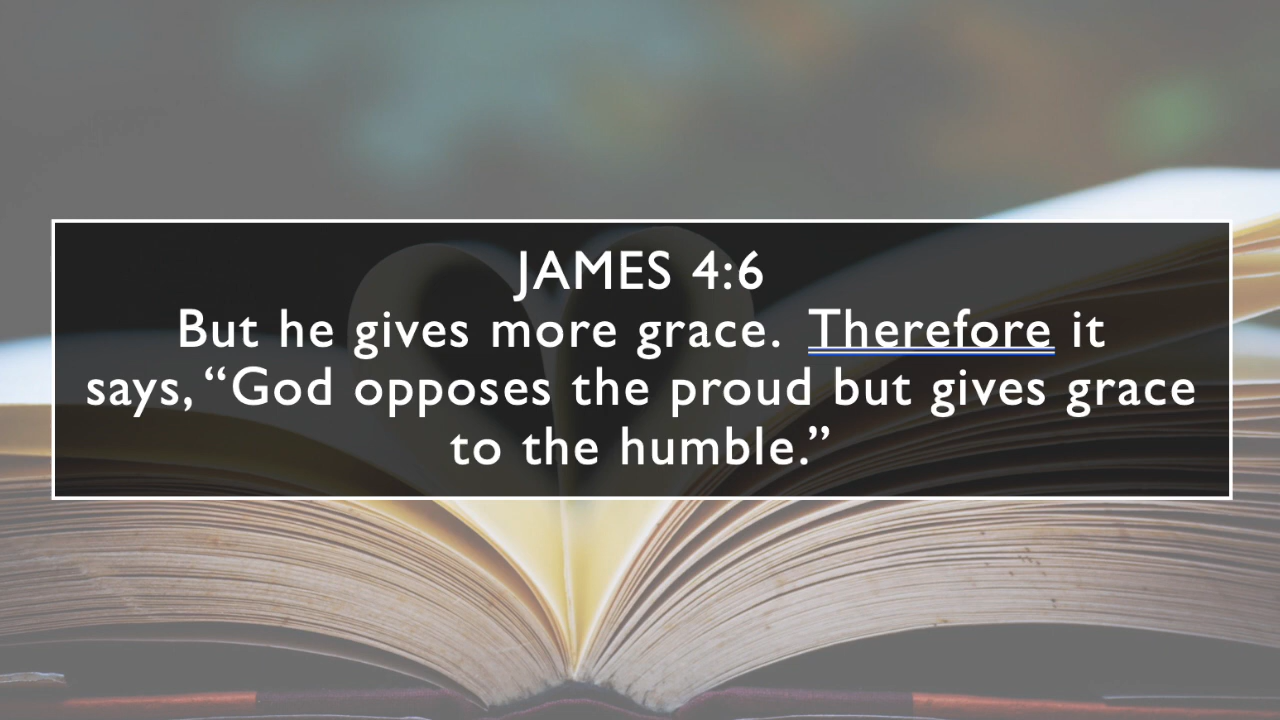 JAMES 4:6
But he gives more grace.  Therefore it
says, “God opposes the proud but gives grace
to the humble.”